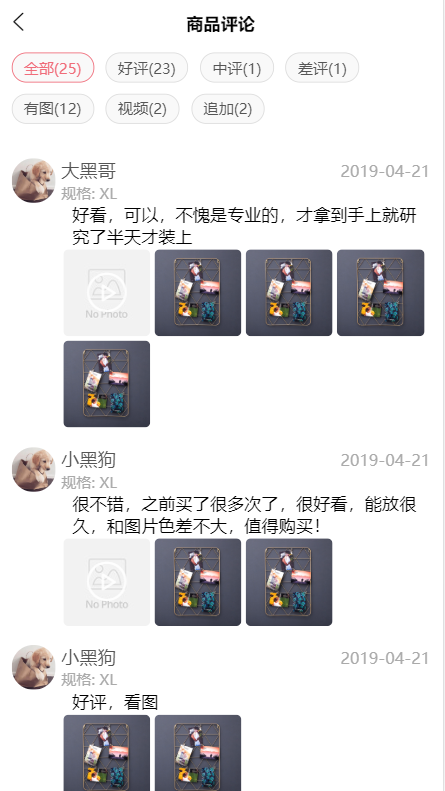 商品评论
全部(25) 好评(23) 中评(1) 差评(1)
有图(12) 视频(2) 追加(2)
大黑哥 2019-04-21
规格: XL
好看，可以，不愧是专业的，才拿到手上就研
究了半天才装上
No Photo
小黑狗 2019-04-21
规格: XL
很不错，之前买了很多次了，很好看，能放很
久，和图片色差不大，值得购买！
No Photo
小黑狗 2019-04-21
规格: XL
好评，看图